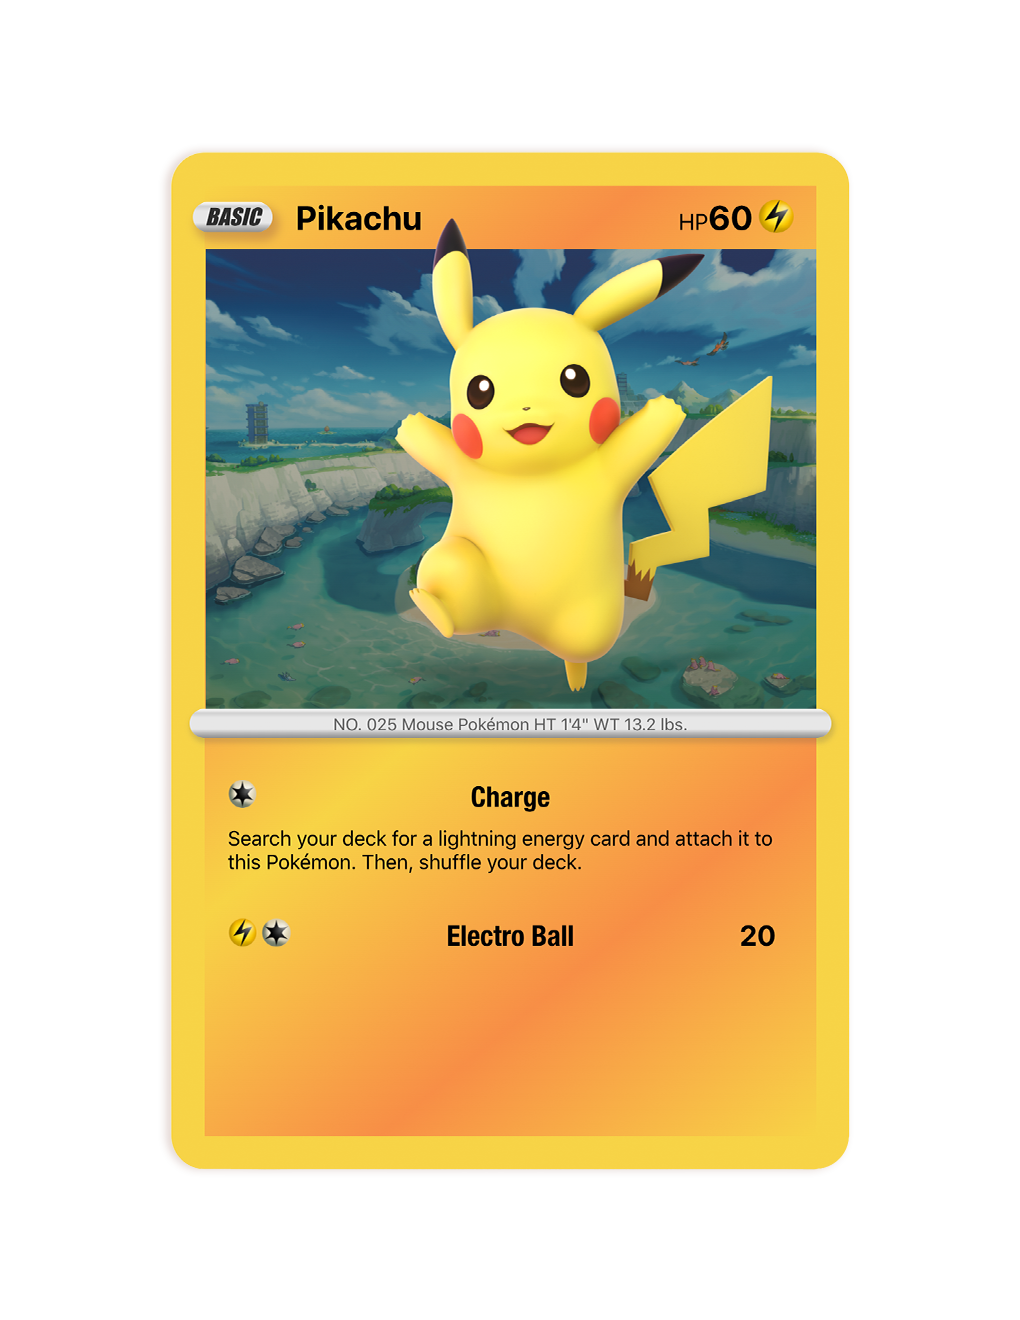 BASIC Pikachu HP60
NO. 025 Mouse Pokémon HT 1'4" WT 13.2 lbs.
Charge
Search your deck for a lightning energy card and attach it to
this Pokémon. Then, shuffle your deck.
Electro Ball 20